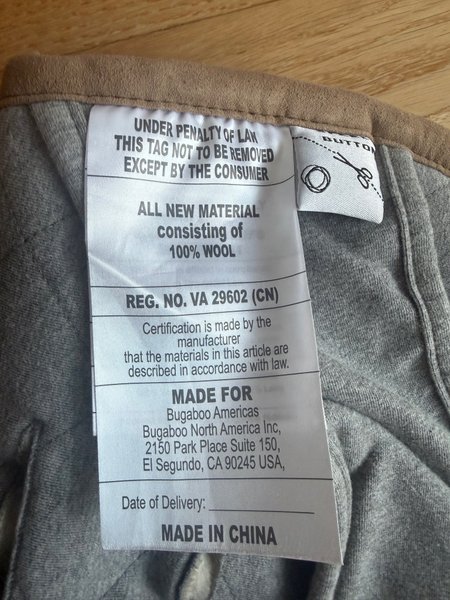 UNDER PENALTY OF LAW
THIS TAG NOT TO BE REMOVED
EXCEPT BY THE CONSUMER
ALL NEW MATERIAL
consisting of
100% WOOL
REG. NO. VA 29602 (CN)
Certification is made by the
manufacturer
that the materials in this article are
described in accordance with law.
MADE FOR
Bugaboo Americas
Bugaboo North America Inc,
2150 Park Place Suite 150,
El Segundo, CA 90245 USA,
Date of Delivery:
MADE IN CHINA
BUTTON